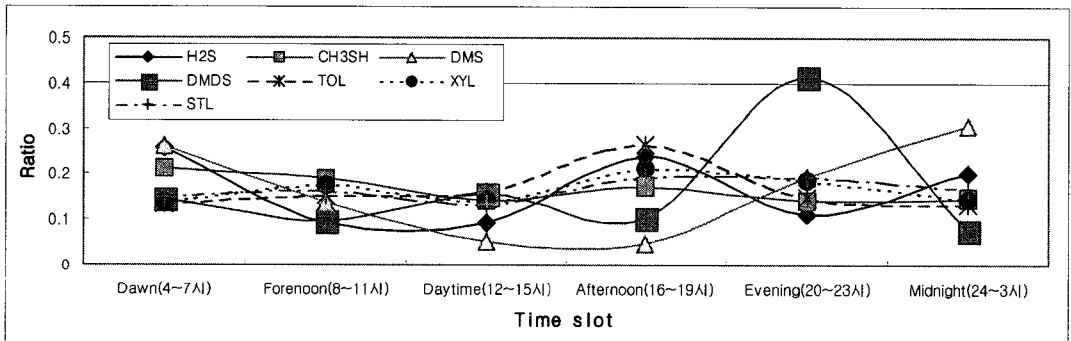 0.5
0.4
0.3
0.2
0.1
0
Ratio
H2S CH3SH DMS
DMDS TOL XYL
STL
Dawn(4~7시) Forenoon(8~11시) Daytime(12~15시) Afternoon(16~19시) Evening(20~23시) Midnight(24~3시)
Time slot